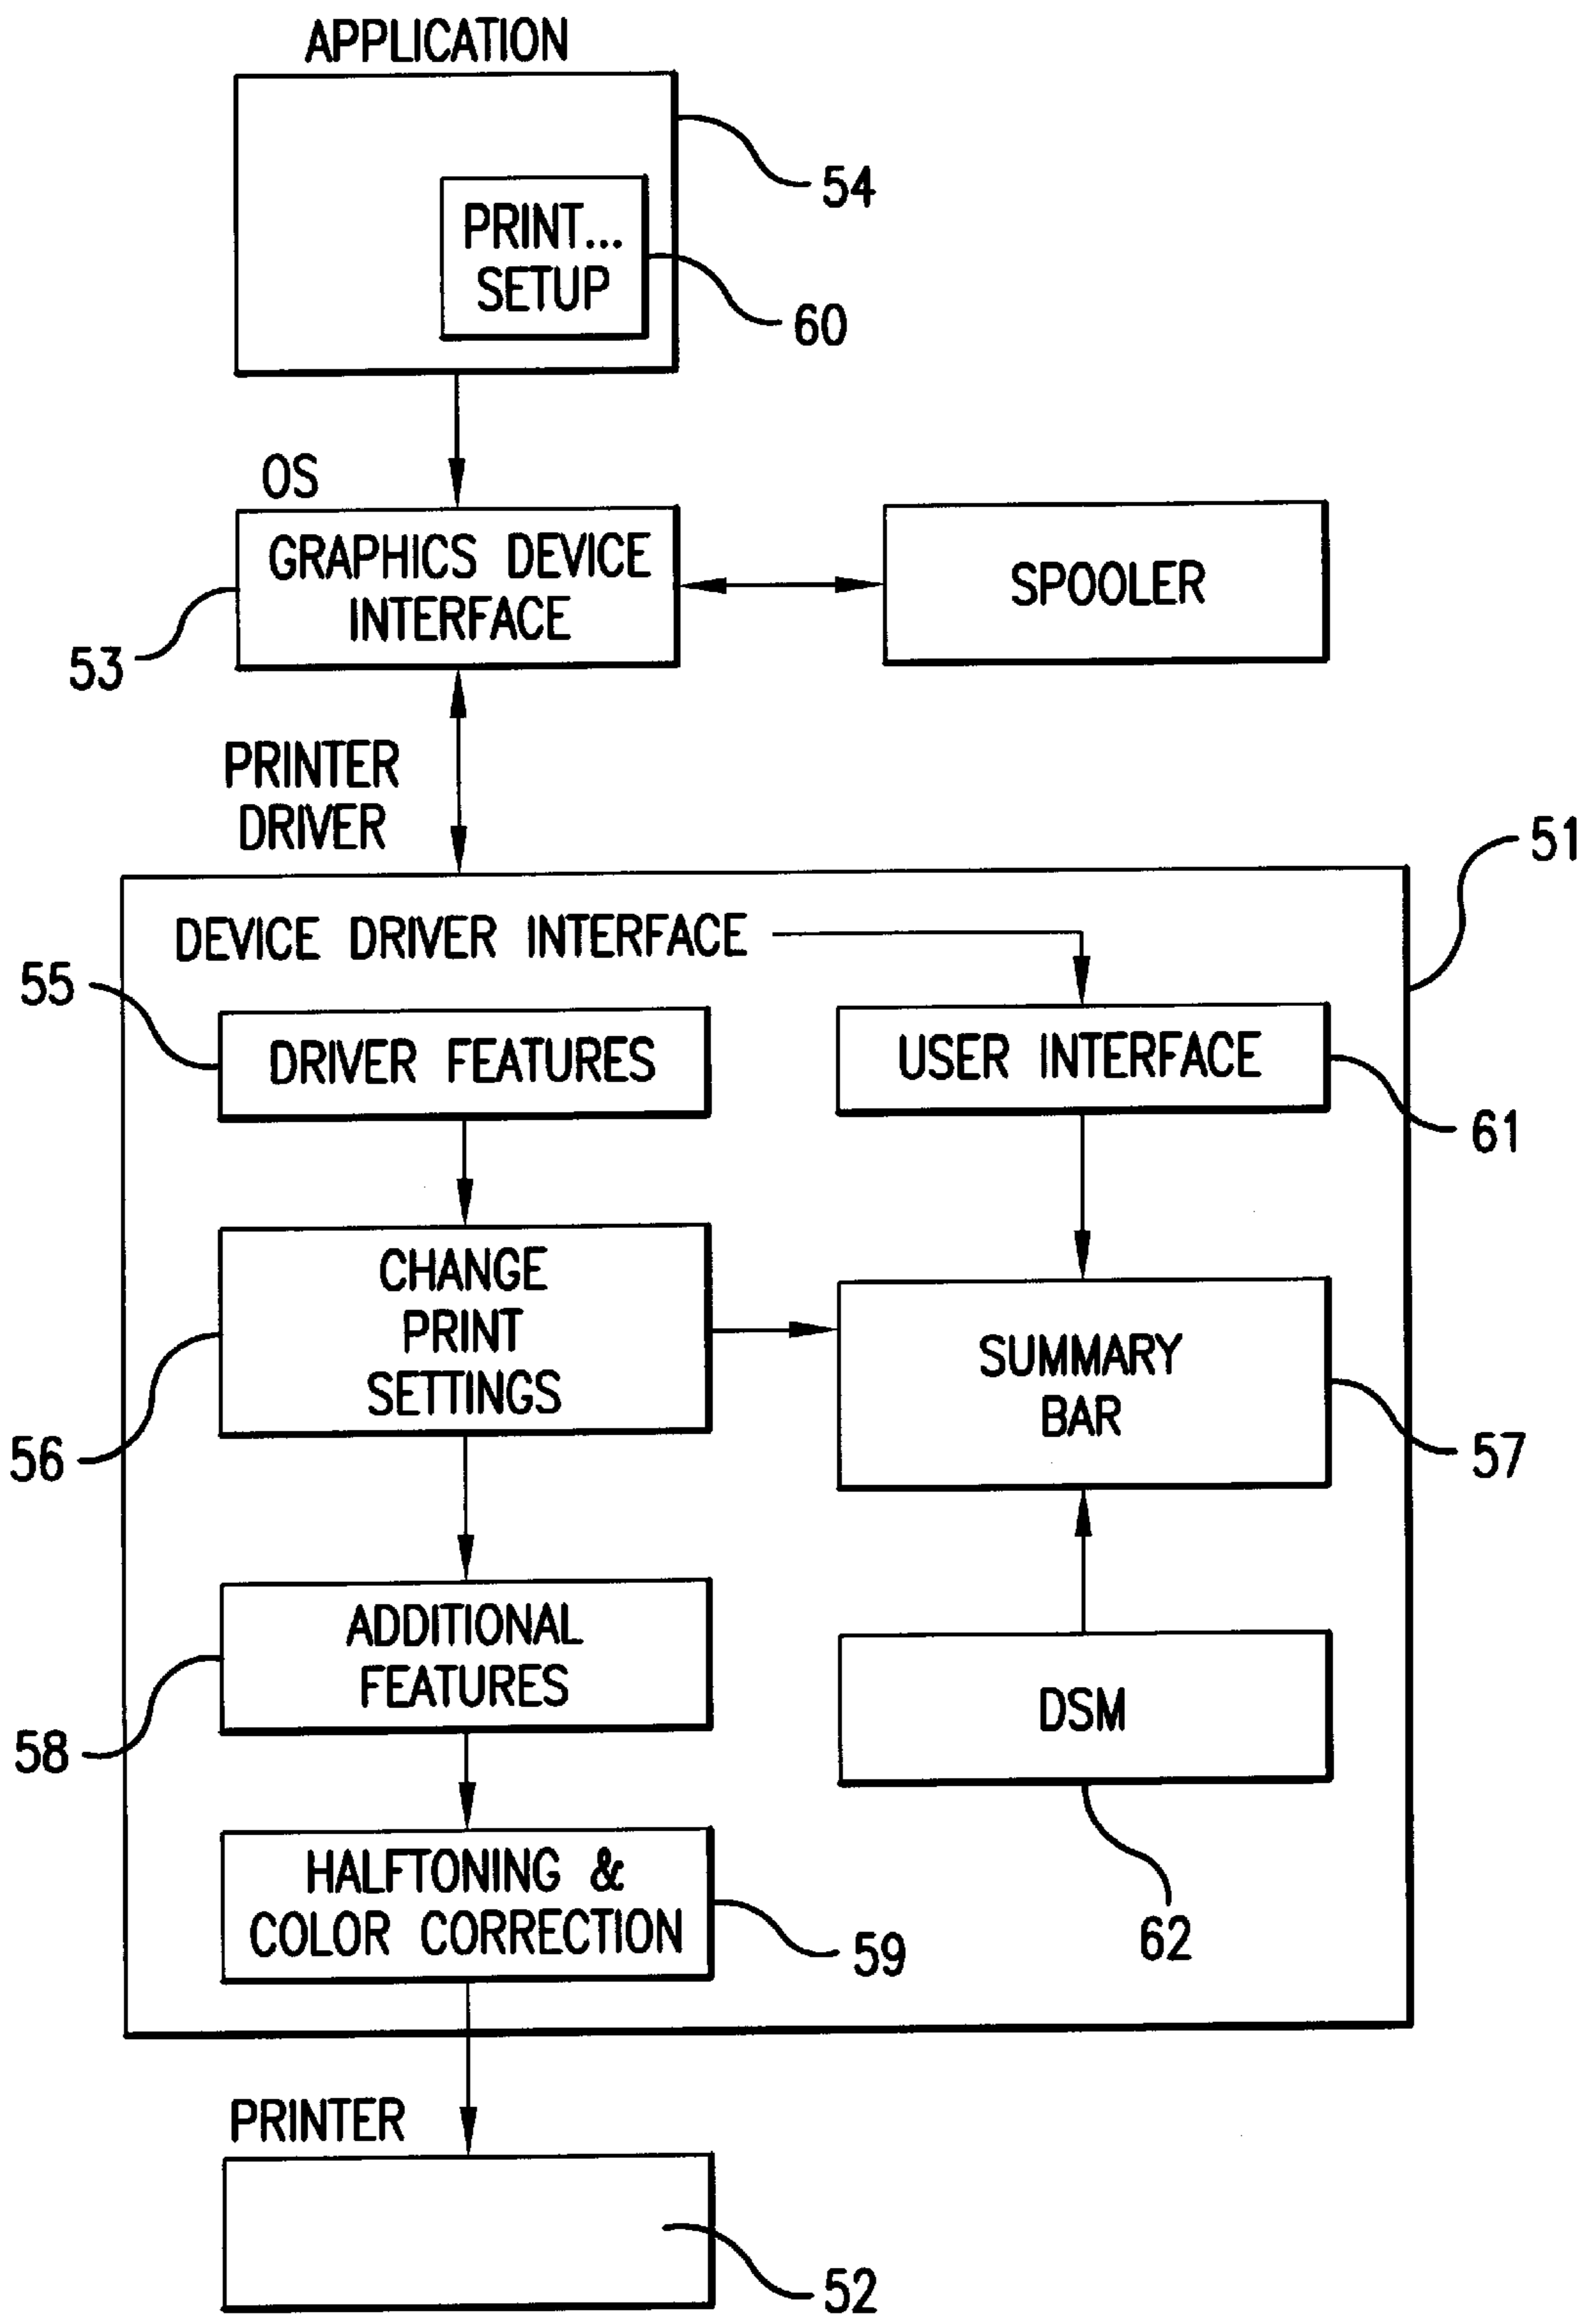 APPLICATION
54
PRINT...
SETUP
60
OS
GRAPHICS DEVICE
INTERFACE
53
SPOOLER
PRINTER
DRIVER
51
DEVICE DRIVER INTERFACE
55
DRIVER FEATURES
USER INTERFACE
61
CHANGE
PRINT
SETTINGS
56
SUMMARY
BAR
57
ADDITIONAL
FEATURES
58
DSM
62
HALFTONING &
COLOR CORRECTION
59
PRINTER
52